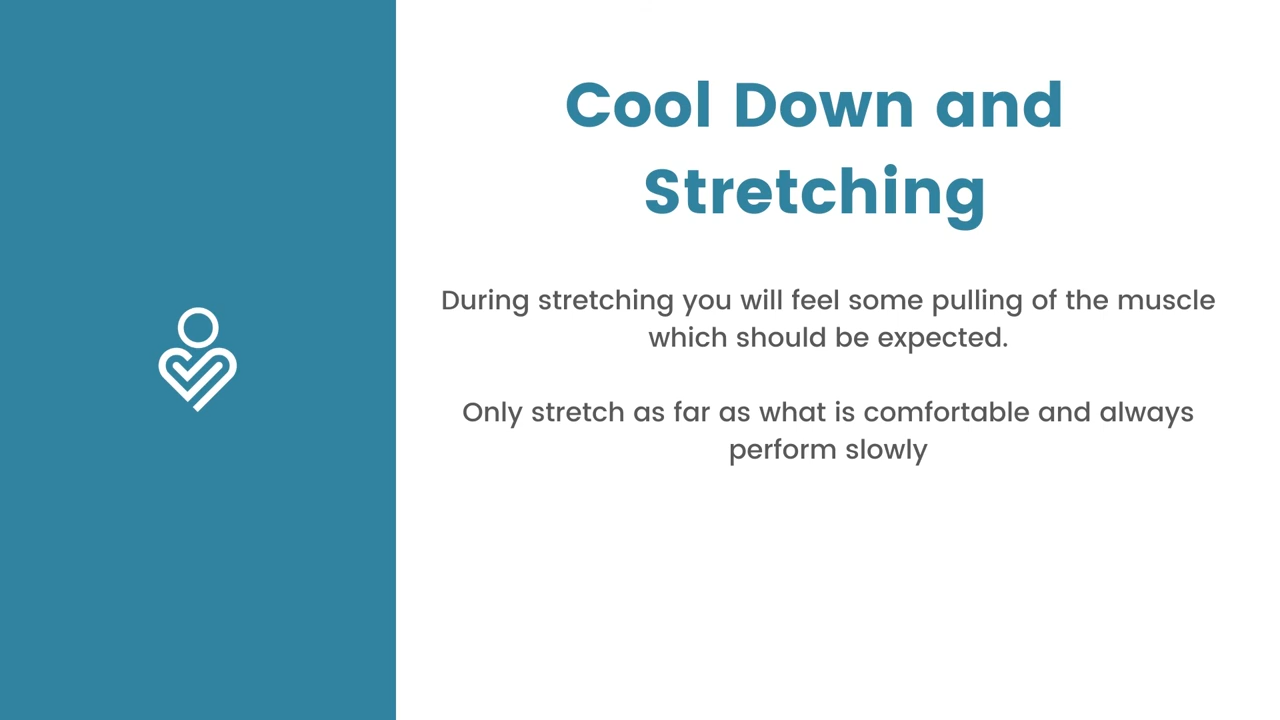 Cool Down and
Stretching
During stretching you will feel some pulling of the muscle
which should be expected.
Only stretch as far as what is comfortable and always
perform slowly